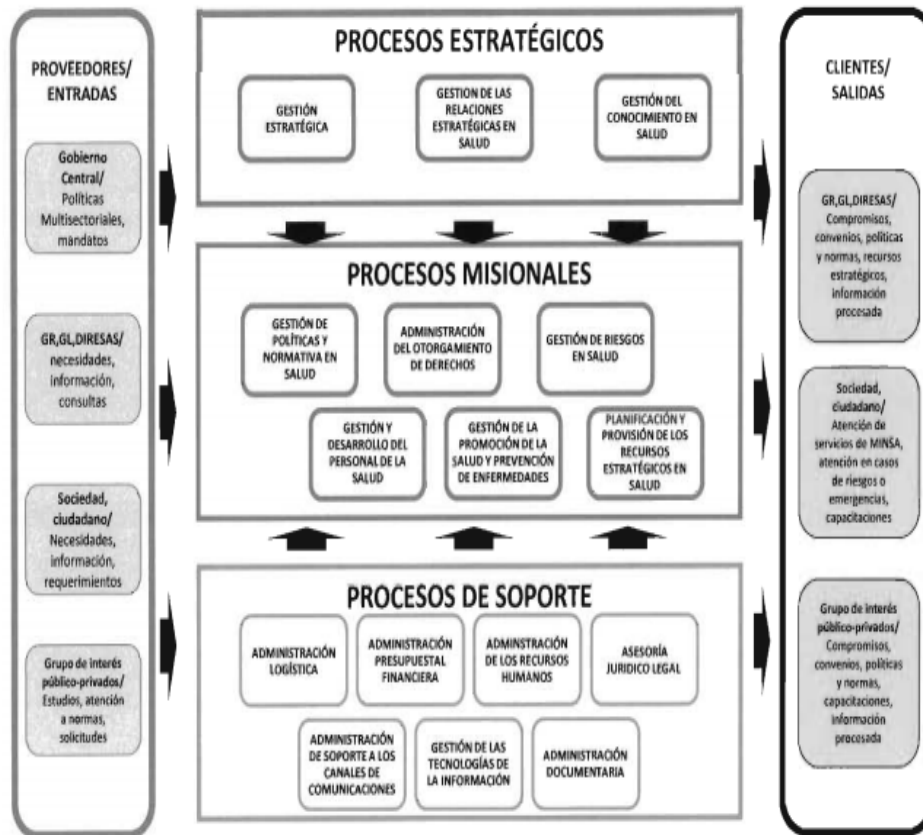 PROVEEDORES/
ENTRADAS
Gobierno
Central/
Políticas
Multisectoriales,
mandatos
GR,GL,DIRESAS/
necesidades,
información,
consultas
Sociedad,
ciudadano/
Necesidades,
información,
requerimientos
Grupo de interés
público-privados/
Estudios, atención
a normas,
solicitudes
PROCESOS ESTRATÉGICOS
GESTIÓN
ESTRATÉGICA
GESTION DE LAS
RELACIONES
ESTRATÉGICAS EN
SALUD
GESTIÓN DEL
CONOCIMIENTO EN
SALUD
PROCESOS MISIONALES
GESTIÓN DE
POLÍTICAS Y
NORMATIVA EN
SALUD
ADMINISTRACIÓN
DEL OTORGAMIENTO
DE DERECHOS
GESTIÓN DE RIESGOS
EN SALUD
GESTIÓN Y
DESARROLLO DEL
PERSONAL DE LA
SALUD
GESTIÓN DE LA
PROMOCIÓN DE LA
SALUD Y PREVENCIÓN
DE ENFERMEDADES
PLANIFICACIÓN Y
PROVISIÓN DE LOS
RECURSOS
ESTRATÉGICOS EN
SALUD
PROCESOS DE SOPORTE
ADMINISTRACIÓN
LOGÍSTICA
ADMINISTRACIÓN
PRESUPUESTAL
FINANCIERA
ADMINISTRACIÓN
DE LOS RECURSOS
HUMANOS
ASESORÍA
JURIDICO LEGAL
ADMINISTRACIÓN
DE SOPORTE A LOS
CANALES DE
COMUNICACIONES
GESTIÓN DE LAS
TECNOLOGÍAS DE
LA INFORMACIÓN
ADMINISTRACIÓN
DOCUMENTARIA
CLIENTES/
SALIDAS
GR,GL,DIRESAS/
Compromisos,
convenios, políticas
y normas, recursos
estratégicos,
información
procesada
Sociedad,
ciudadano/
Atención de
servicios de MINSA,
atención en casos
de riesgos o
emergencias,
capacitaciones
Grupo de interés
público-privados/
Compromisos,
convenios, políticas
y normas,
capacitaciones,
información
procesada